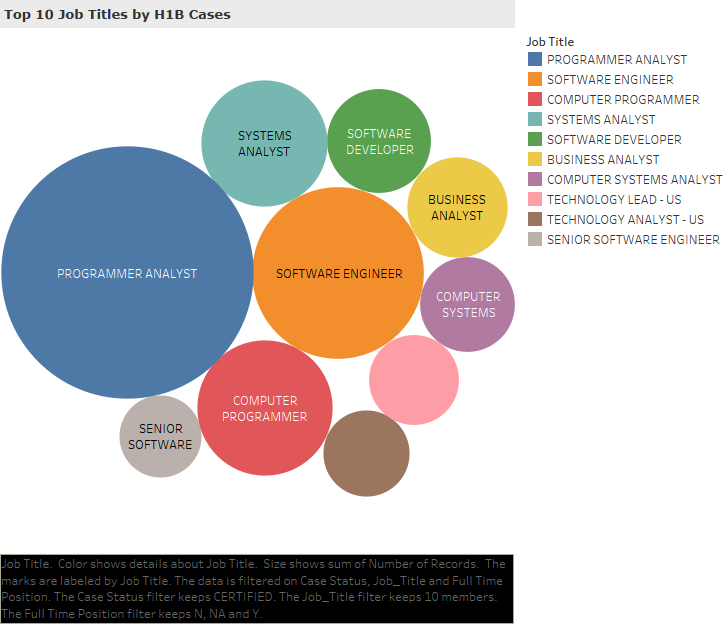 Top 10 Job Titles by H1B Cases
Job Title
PROGRAMMER ANALYST
SOFTWARE ENGINEER
COMPUTER PROGRAMMER
SYSTEMS ANALYST
SOFTWARE DEVELOPER
BUSINESS ANALYST
COMPUTER SYSTEMS ANALYST
TECHNOLOGY LEAD - US
TECHNOLOGY ANALYST - US
SENIOR SOFTWARE ENGINEER
SYSTEMS
ANALYST
SOFTWARE
DEVELOPER
BUSINESS
ANALYST
PROGRAMMER ANALYST
SOFTWARE ENGINEER
COMPUTER
SYSTEMS
COMPUTER
PROGRAMMER
SENIOR
SOFTWARE
Job Title.  Color shows details about Job Title.  Size shows sum of Number of Records.  The
marks are labeled by Job Title. The data is filtered on Case Status, Job_Title and Full Time
Position. The Case Status filter keeps CERTIFIED. The Job_Title filter keeps 10 members.
The Full Time Position filter keeps N, NA and Y.